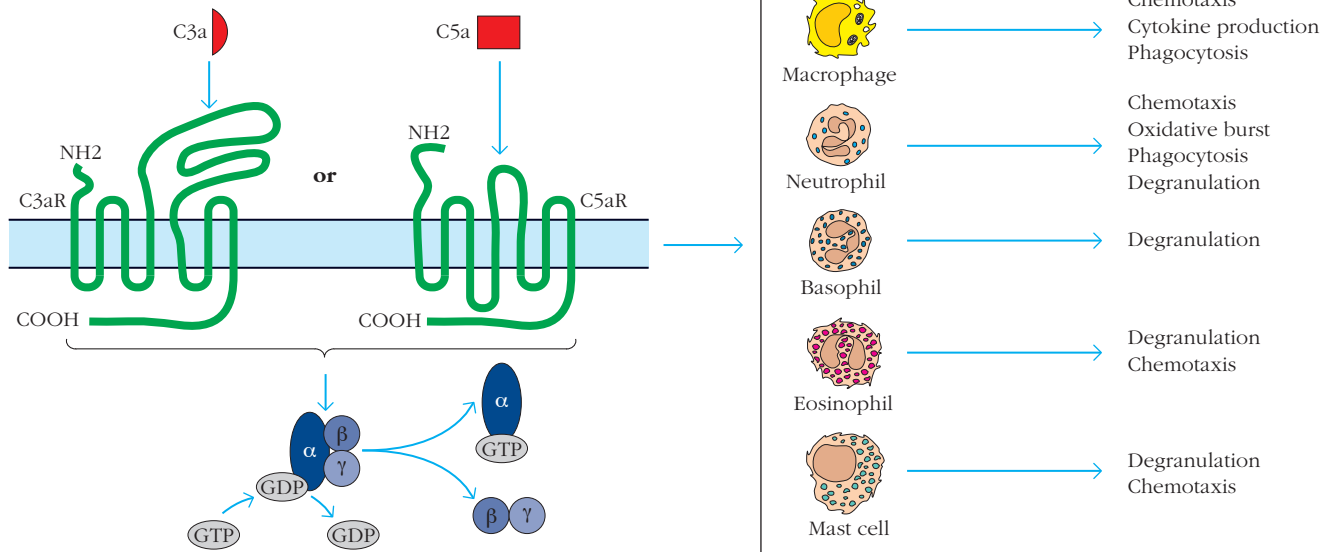 C3a
C5a
NH2
NH2
or
C3aR
C5aR
COOH
COOH
α
β
γ
GDP
GTP
GDP
α
GTP
β γ
Chemotaxis
Cytokine production
Phagocytosis
Macrophage
Chemotaxis
Oxidative burst
Phagocytosis
Degranulation
Neutrophil
Degranulation
Basophil
Degranulation
Chemotaxis
Eosinophil
Degranulation
Chemotaxis
Mast cell